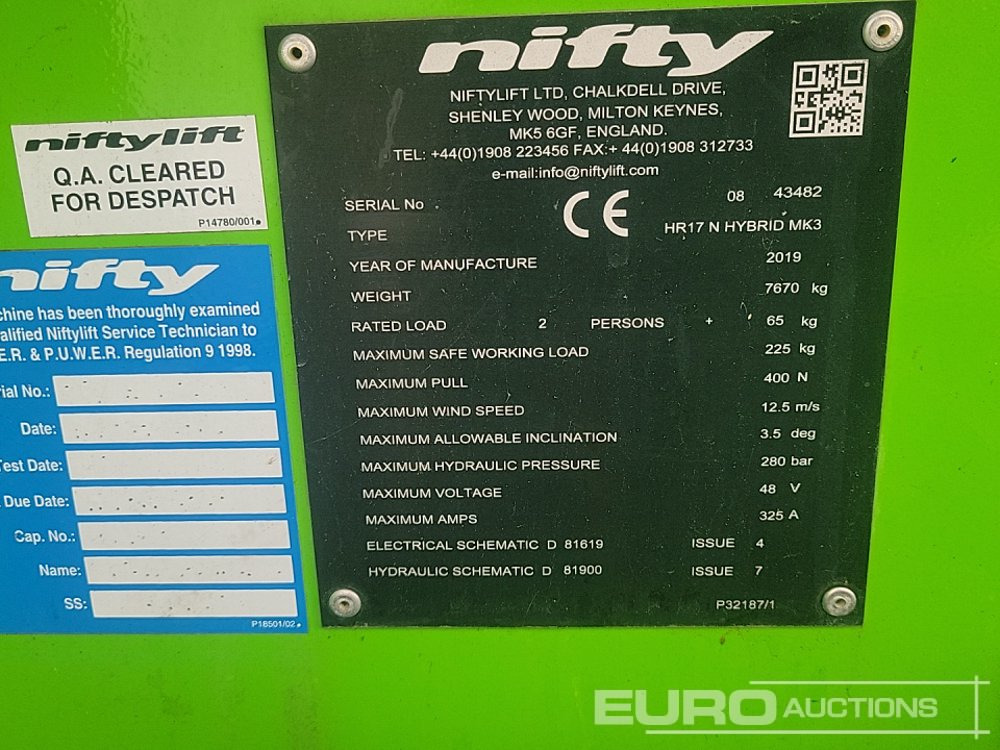 nifty
NIFTYLIFT LTD, CHALKDELL DRIVE,
SHENLEY WOOD, MILTON KEYNES,
MK5 6GF, ENGLAND.
TEL: +44(0)1908 223456 FAX:+ 44(0)1908 312733
e-mail:info@niftylift.com
CE
SERIAL No 08 43482
TYPE HR17 N HYBRID MK3
YEAR OF MANUFACTURE 2019
WEIGHT 7670 kg
RATED LOAD 2 PERSONS + 65 kg
MAXIMUM SAFE WORKING LOAD 225 kg
MAXIMUM PULL 400 N
MAXIMUM WIND SPEED 12.5 m/s
MAXIMUM ALLOWABLE INCLINATION 3.5 deg
MAXIMUM HYDRAULIC PRESSURE 280 bar
MAXIMUM VOLTAGE 48 V
MAXIMUM AMPS 325 A
ELECTRICAL SCHEMATIC D 81619 ISSUE 4
HYDRAULIC SCHEMATIC D 81900 ISSUE 7
P32187/1
niftylift
Q.A. CLEARED
FOR DESPATCH
P14780/001
nifty
chine has been thoroughly examined
alified Niftylift Service Technician to
E.R. & P.U.W.E.R. Regulation 9 1998.
rial No.:
Date:
Test Date:
Due Date:
Cap. No.:
Name:
SS:
P18501/02
EURO AUCTIONS